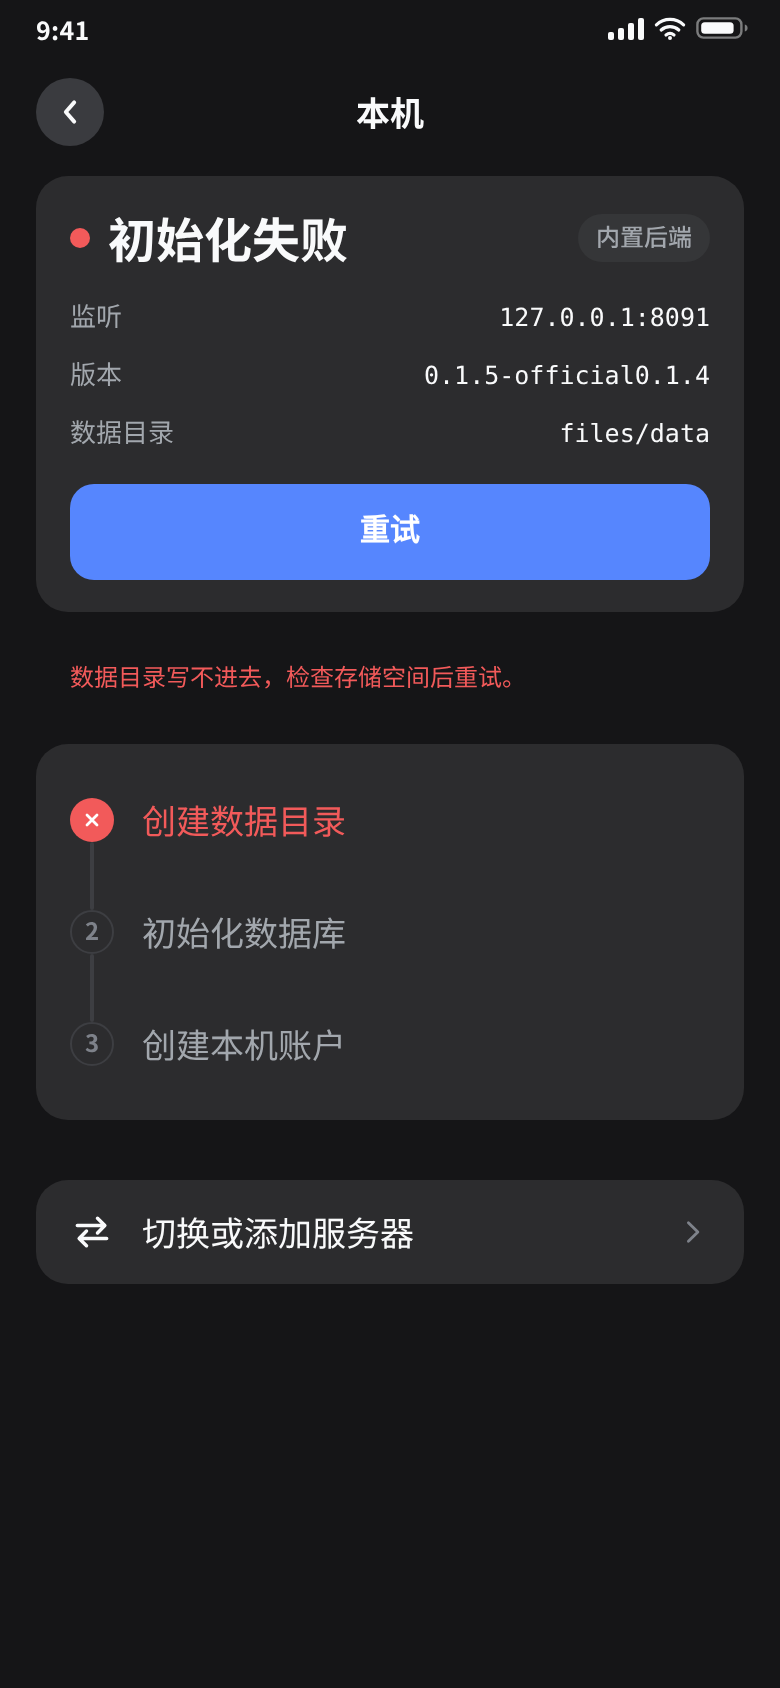 9:41
本机
初始化失败
内置后端
监听 127.0.0.1:8091
版本 0.1.5-official0.1.4
数据目录 files/data
重试
数据目录写不进去，检查存储空间后重试。
创建数据目录
2 初始化数据库
3 创建本机账户
切换或添加服务器